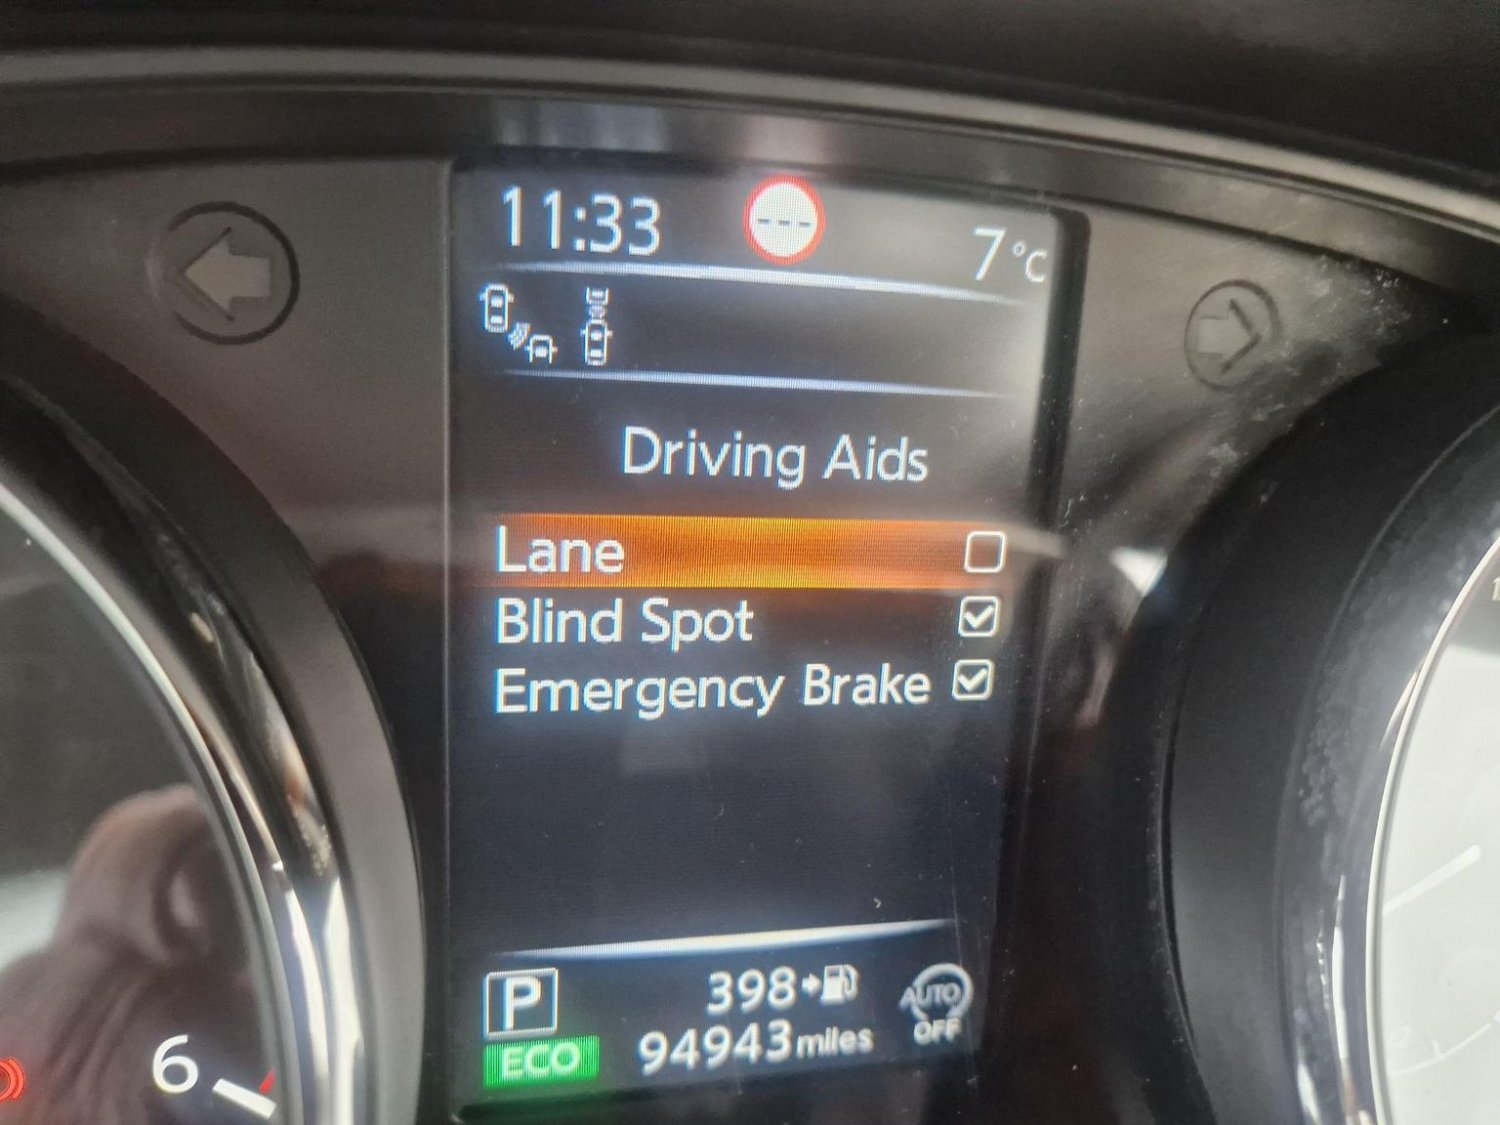 11:33 --- 7°C
Driving Aids
Lane
Blind Spot
Emergency Brake
P 398
ECO 94943 miles
AUTO
OFF
6